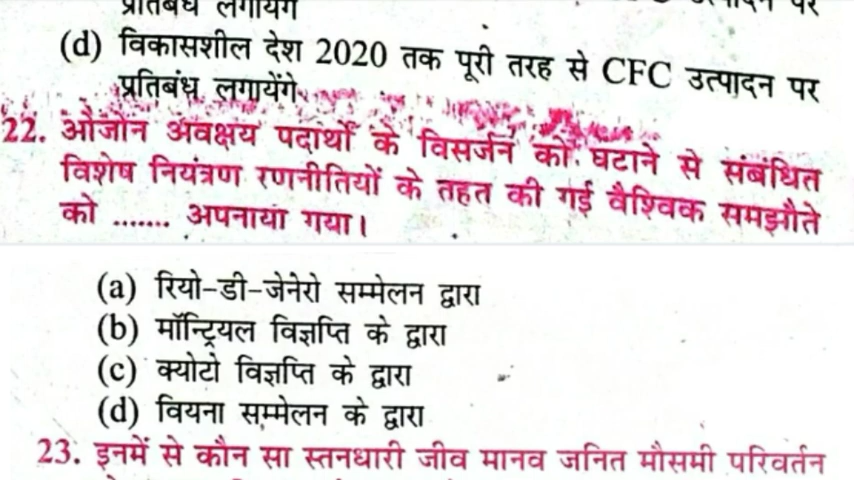 प्रतिबंध लगायेंगे
(d) विकासशील देश 2020 तक पूरी तरह से CFC उत्पादन पर
प्रतिबंध लगायेंगे
22. ओजोन अवक्षय पदार्थों के विसर्जन को घटाने से संबंधित
विशेष नियंत्रण रणनीतियों के तहत की गई वैश्विक समझौते
को ....... अपनाया गया।
(a) रियो-डी-जेनेरो सम्मेलन द्वारा
(b) मॉन्ट्रियल विज्ञप्ति के द्वारा
(c) क्योटो विज्ञप्ति के द्वारा
(d) वियना सम्मेलन के द्वारा
23. इनमें से कौन सा स्तनधारी जीव मानव जनित मौसमी परिवर्तन